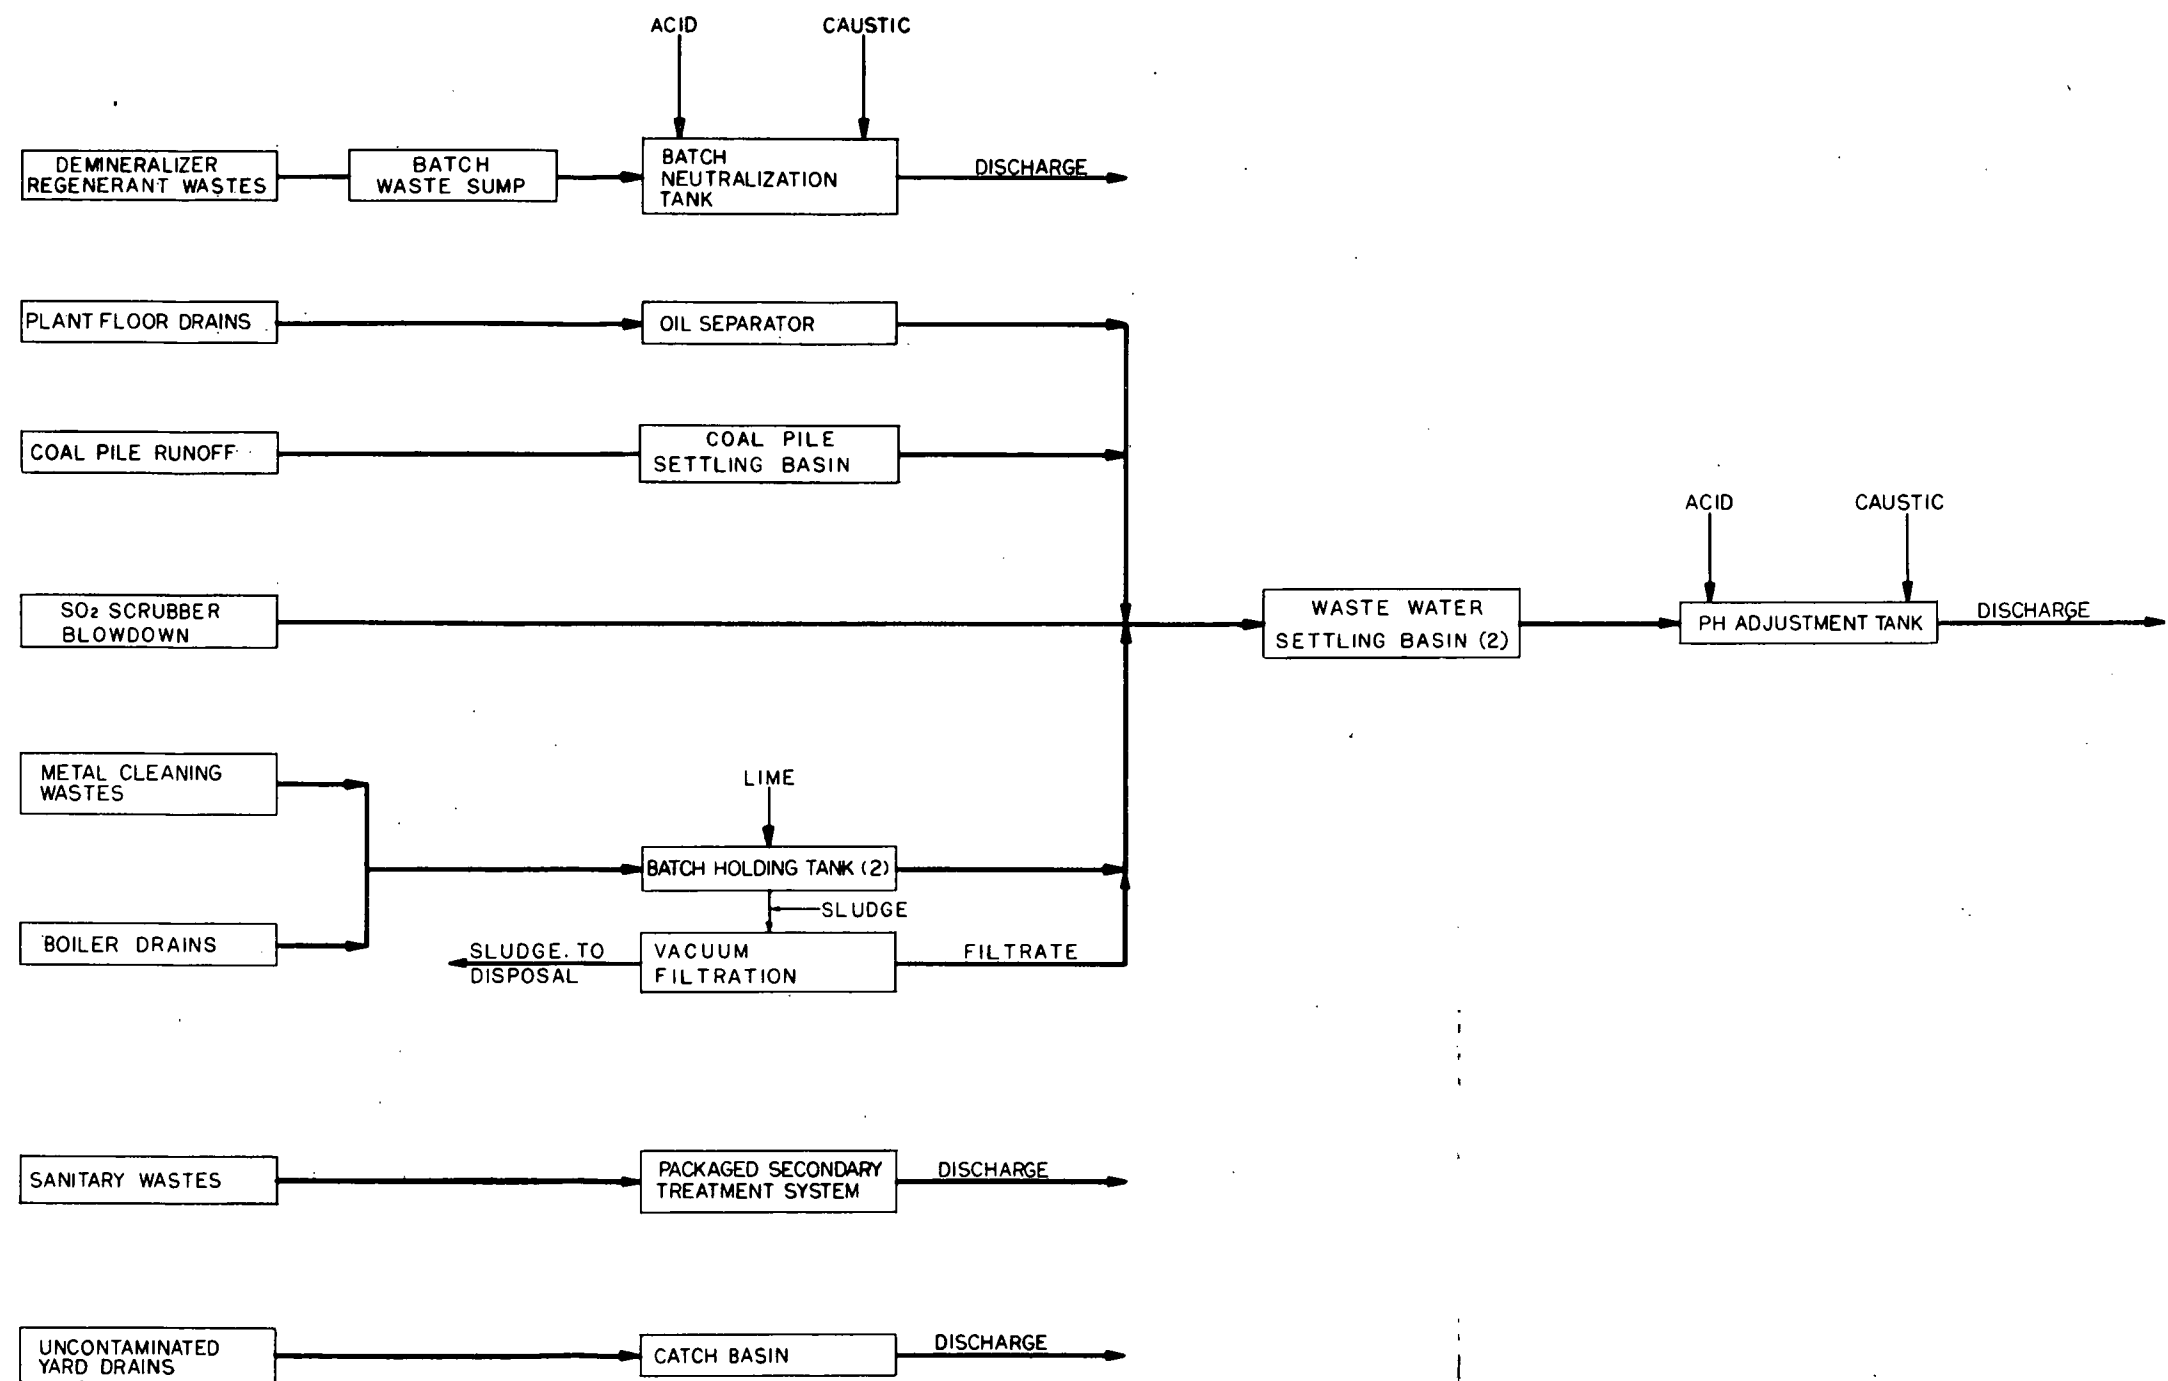 ACID
CAUSTIC
DEMINERALIZER
REGENERANT WASTES
BATCH
WASTE SUMP
BATCH
NEUTRALIZATION
TANK
DISCHARGE
PLANT FLOOR DRAINS
OIL SEPARATOR
COAL PILE RUNOFF
COAL PILE
SETTLING BASIN
ACID
CAUSTIC
SO2 SCRUBBER
BLOWDOWN
WASTE WATER
SETTLING BASIN (2)
PH ADJUSTMENT TANK
DISCHARGE
METAL CLEANING
WASTES
LIME
BATCH HOLDING TANK (2)
SLUDGE
BOILER DRAINS
SLUDGE. TO
DISPOSAL
VACUUM
FILTRATION
FILTRATE
SANITARY WASTES
PACKAGED SECONDARY
TREATMENT SYSTEM
DISCHARGE
UNCONTAMINATED
YARD DRAINS
CATCH BASIN
DISCHARGE